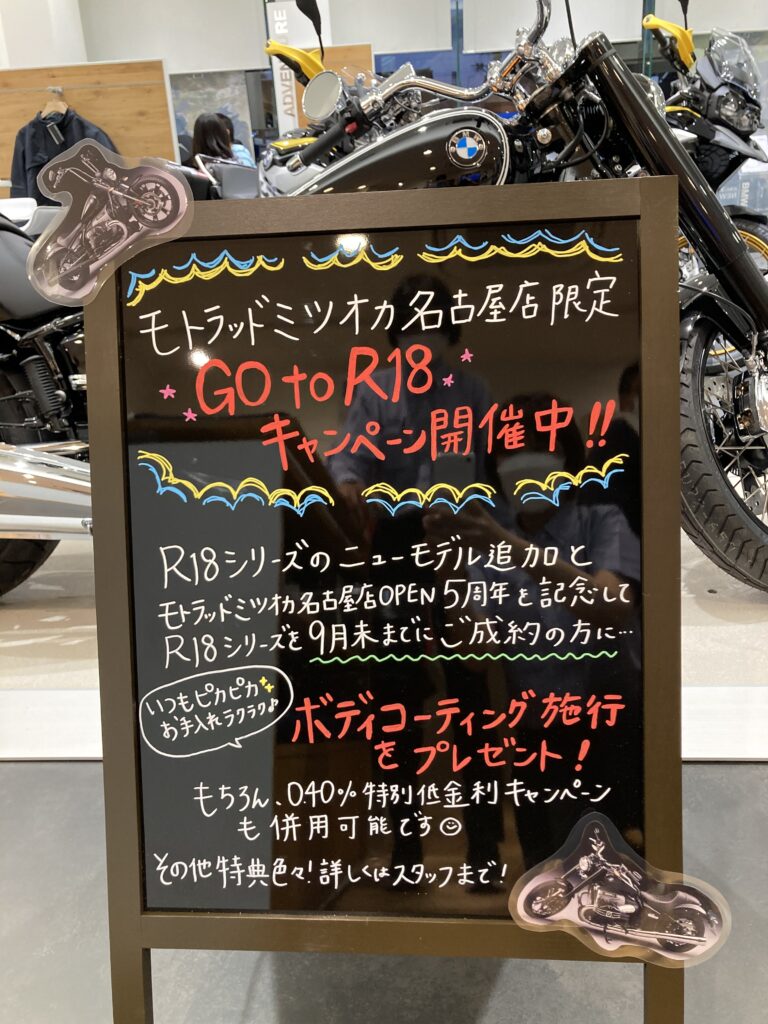 ADVENTURE
BMW
BMW
モトラッドミツオカ名古屋店限定
GO to R18
キャンペーン開催中!!
R18シリーズのニューモデル追加と
モトラッドミツオカ名古屋店OPEN 5周年を記念して
R18シリーズを9月末までにご成約の方に…
いつもピカピカ
お手入れラクラク♪
ボディコーティング施行
をプレゼント!
もちろん、0.40%特別低金利キャンペーン
も併用可能です☺
その他特典色々!詳しくはスタッフまで!